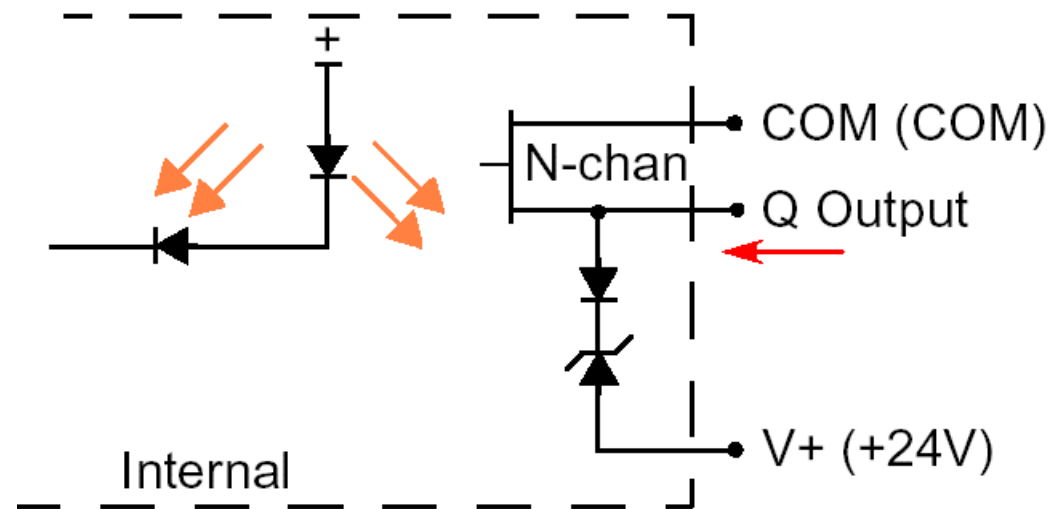 +
COM (COM)
N-chan
Q Output
V+ (+24V)
Internal